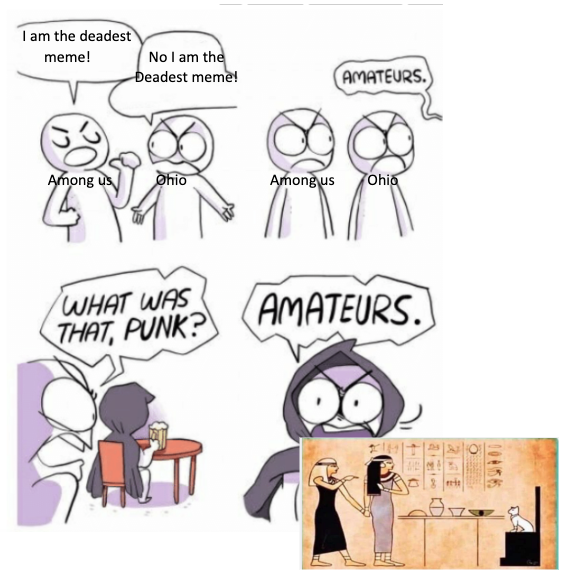 I am the deadest
meme!
No I am the
Deadest meme!
AMATEURS.
Among us
Ohio
Among us
Ohio
WHAT WAS
THAT, PUNK?
AMATEURS.